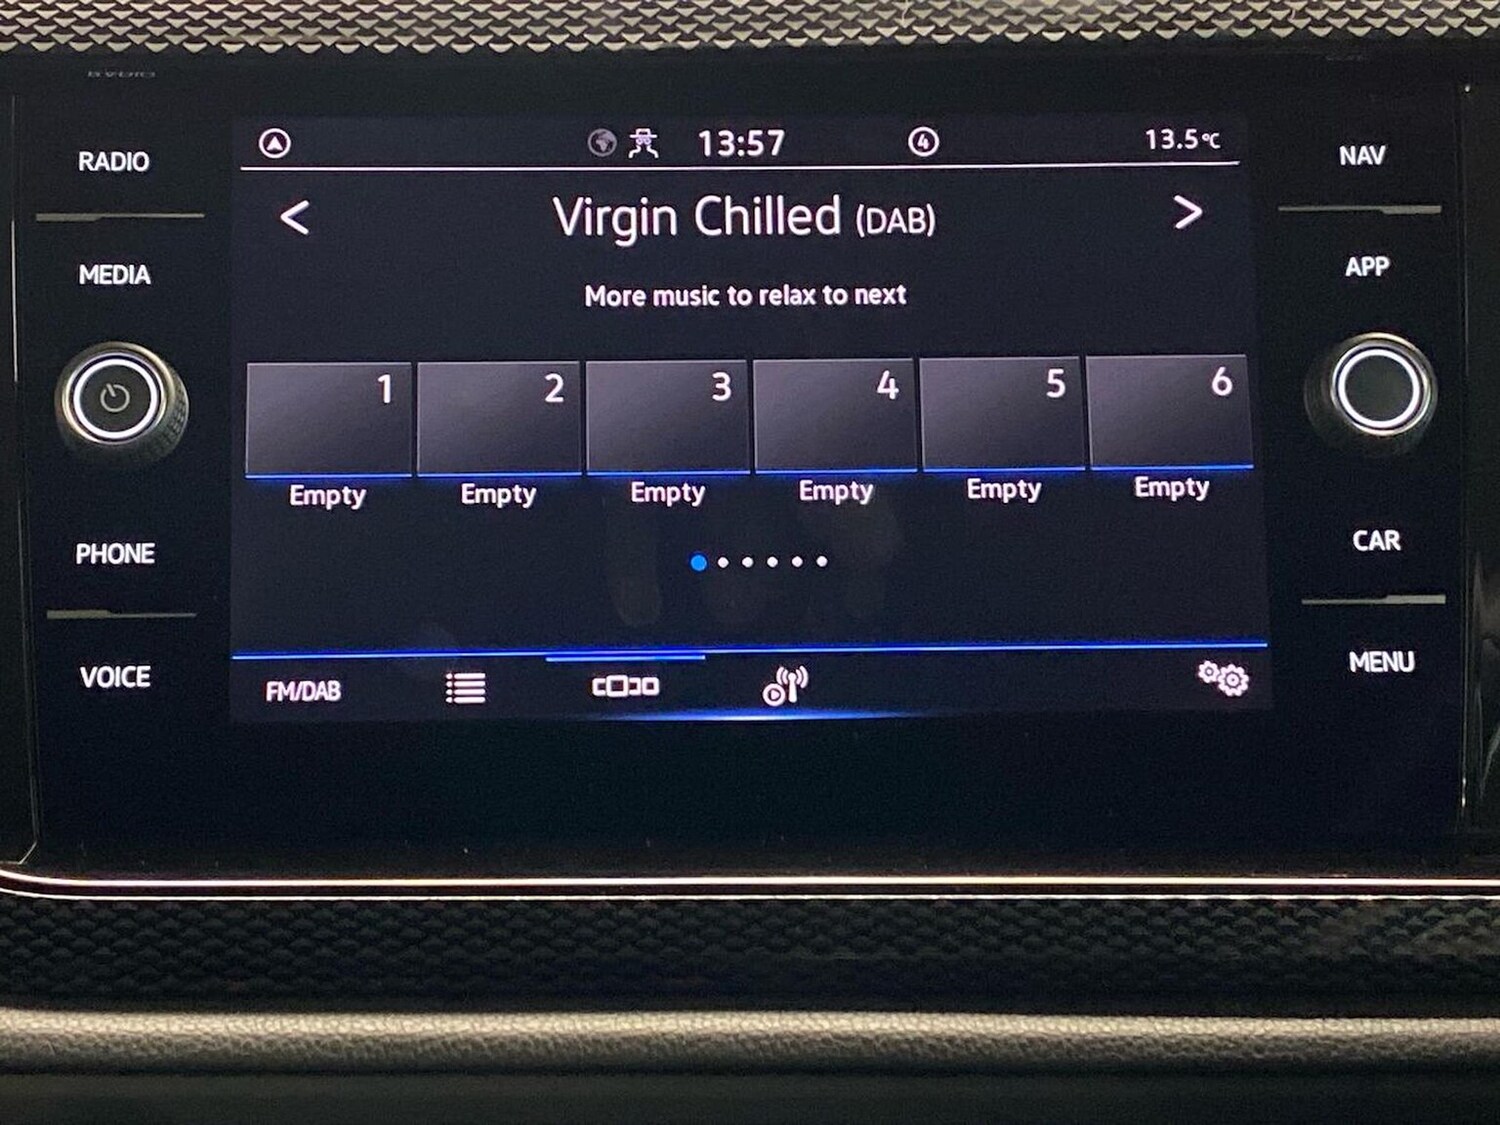 RADIO
MEDIA
PHONE
VOICE
13:57
4
13.5°C
< Virgin Chilled (DAB) >
More music to relax to next
1 2 3 4 5 6
Empty Empty Empty Empty Empty Empty
FM/DAB
NAV
APP
CAR
MENU